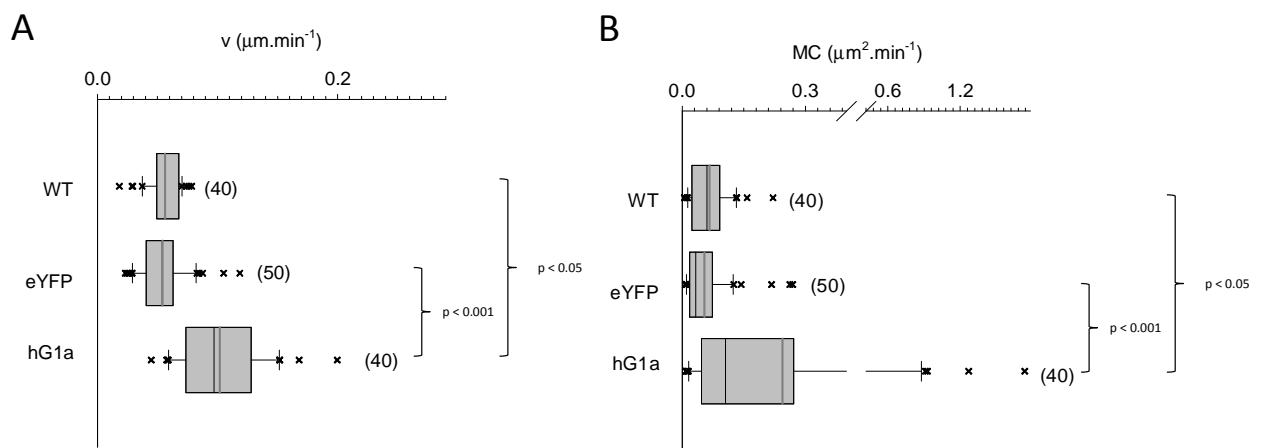 A
v (μm.min⁻¹)
0.0 0.2
WT
(40)
eYFP
(50)
hG1a
(40)
p < 0.001
p < 0.05
B
MC (μm².min⁻¹)
0.0 0.3 0.6 1.2
WT
(40)
eYFP
(50)
hG1a
(40)
p < 0.001
p < 0.05